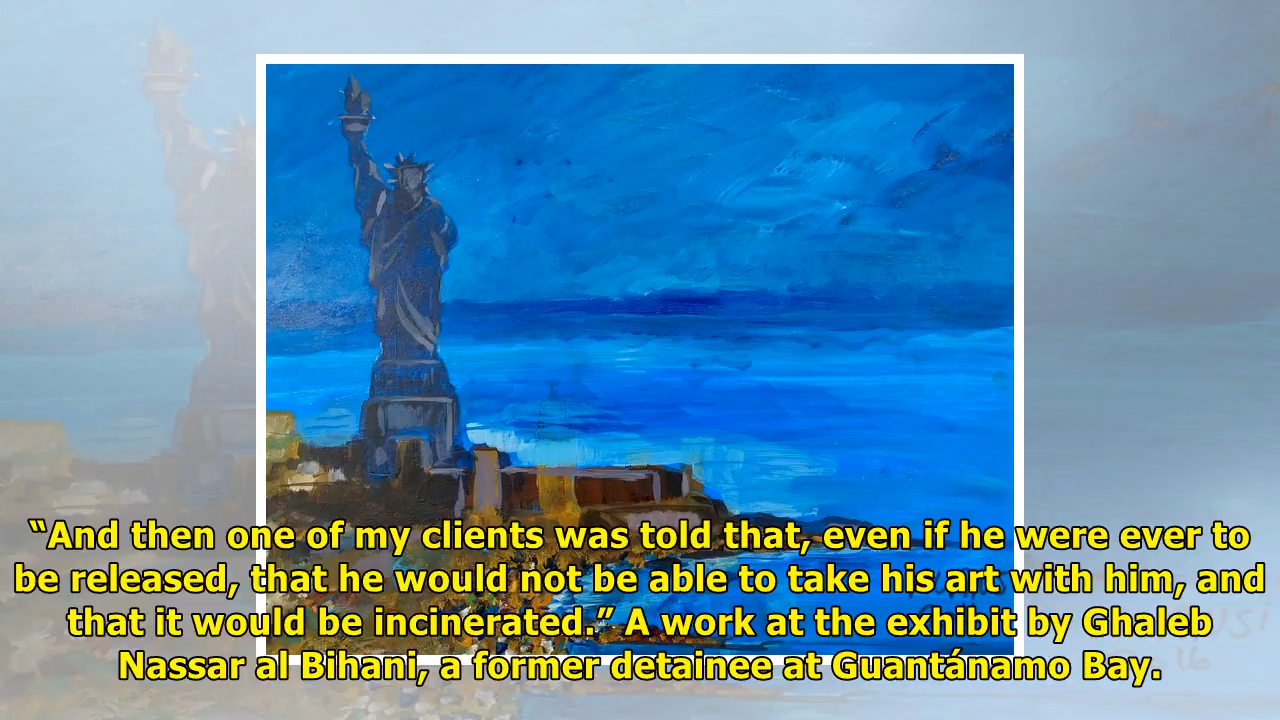 “And then one of my clients was told that, even if he were ever to
be released, that he would not be able to take his art with him, and
that it would be incinerated.” A work at the exhibit by Ghaleb
Nassar al Bihani, a former detainee at Guantánamo Bay.